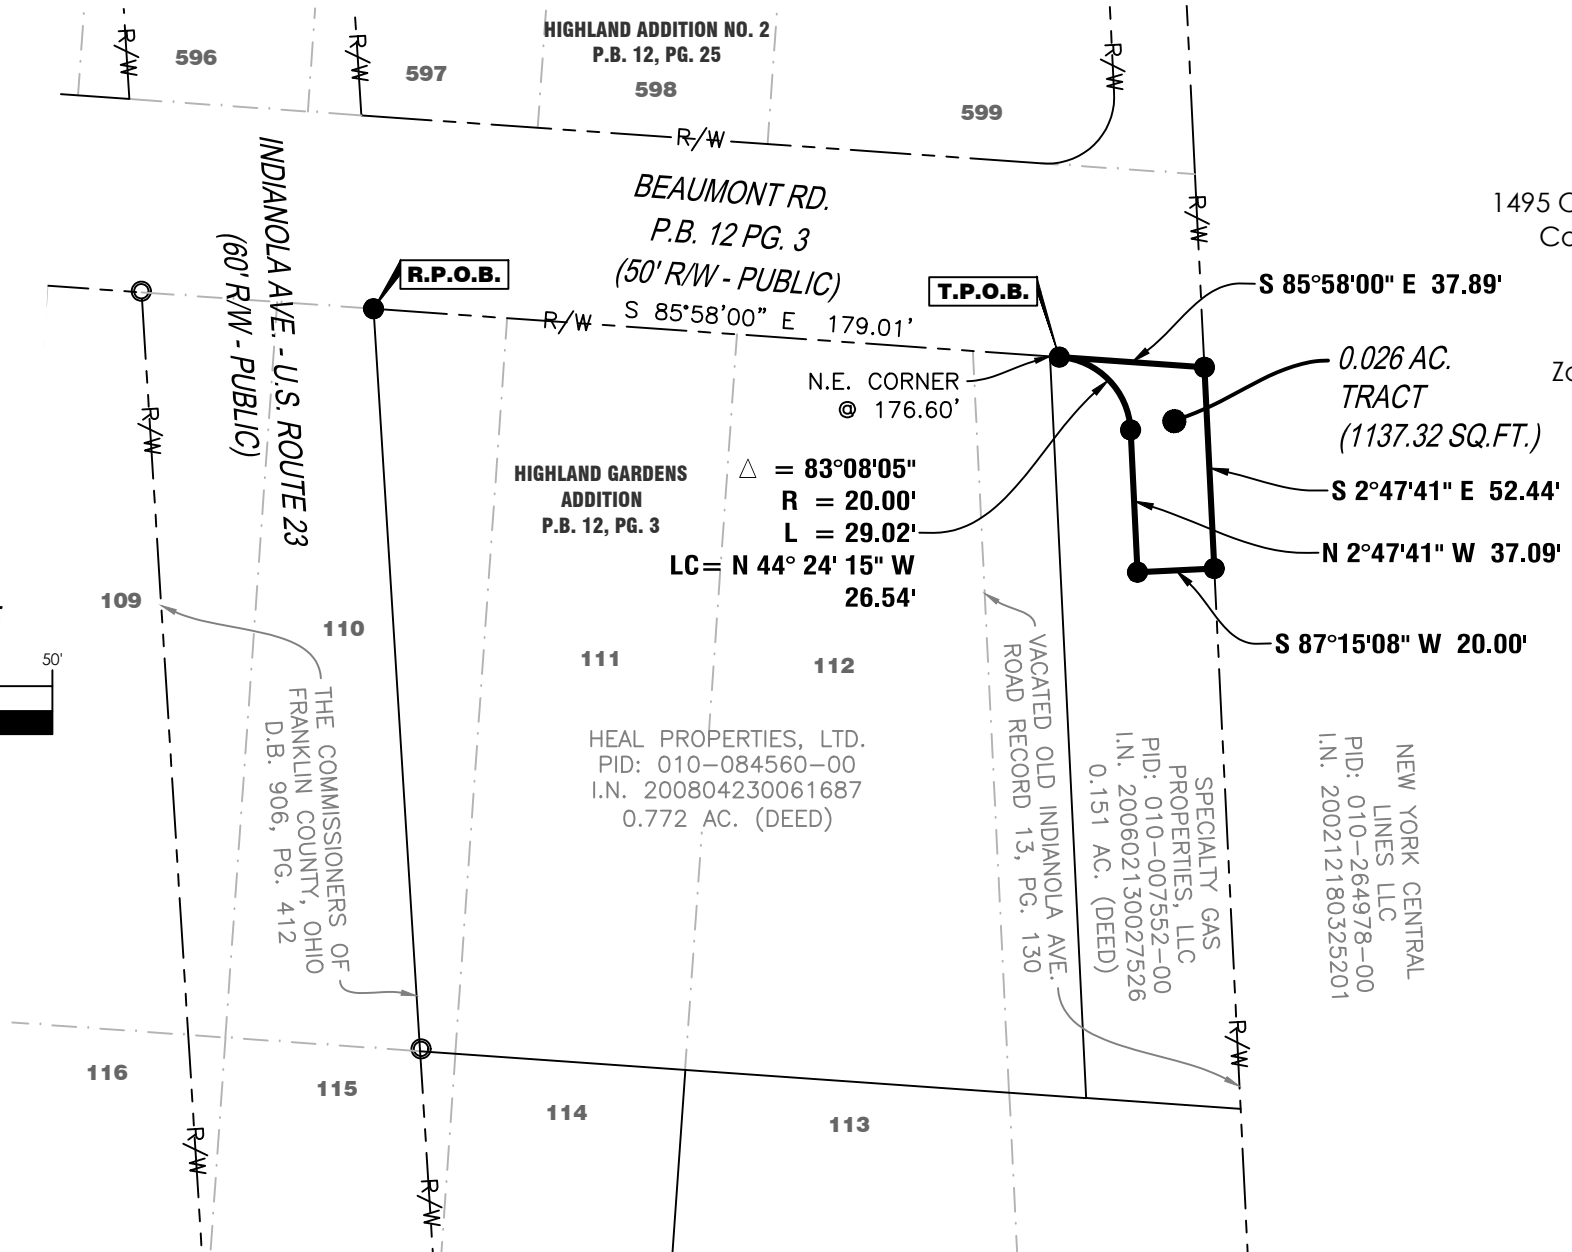 HIGHLAND ADDITION NO. 2
P.B. 12, PG. 25
596
597
598
599
R/W
R/W
R/W
R/W
R/W
BEAUMONT RD.
P.B. 12 PG. 3
(50' R/W - PUBLIC)
INDIANOLA AVE. - U.S. ROUTE 23
(60' R/W - PUBLIC)
R.P.O.B.
T.P.O.B.
R/W
S 85°58'00" E 179.01'
R/W
N.E. CORNER
@ 176.60'
1495
S 85°58'00" E 37.89'
0.026 AC.
TRACT
(1137.32 SQ.FT.)
S 2°47'41" E 52.44'
N 2°47'41" W 37.09'
S 87°15'08" W 20.00'
HIGHLAND GARDENS
ADDITION
P.B. 12, PG. 3
△ = 83°08'05"
R = 20.00'
L = 29.02'
LC= N 44° 24' 15" W
26.54'
109
110
111
112
50'
THE COMMISSIONERS OF
FRANKLIN COUNTY, OHIO
D.B. 906, PG. 412
HEAL PROPERTIES, LTD.
PID: 010-084560-00
I.N. 200804230061687
0.772 AC. (DEED)
VACATED OLD INDIANOLA AVE.
ROAD RECORD 13, PG. 130
SPECIALTY GAS
PROPERTIES, LLC
PID: 010-007552-00
I.N. 200602130027526
0.151 AC. (DEED)
NEW YORK CENTRAL
LINES LLC
PID: 010-264978-00
I.N. 200212180325201
R/W
116
115
114
113
R/W
R/W